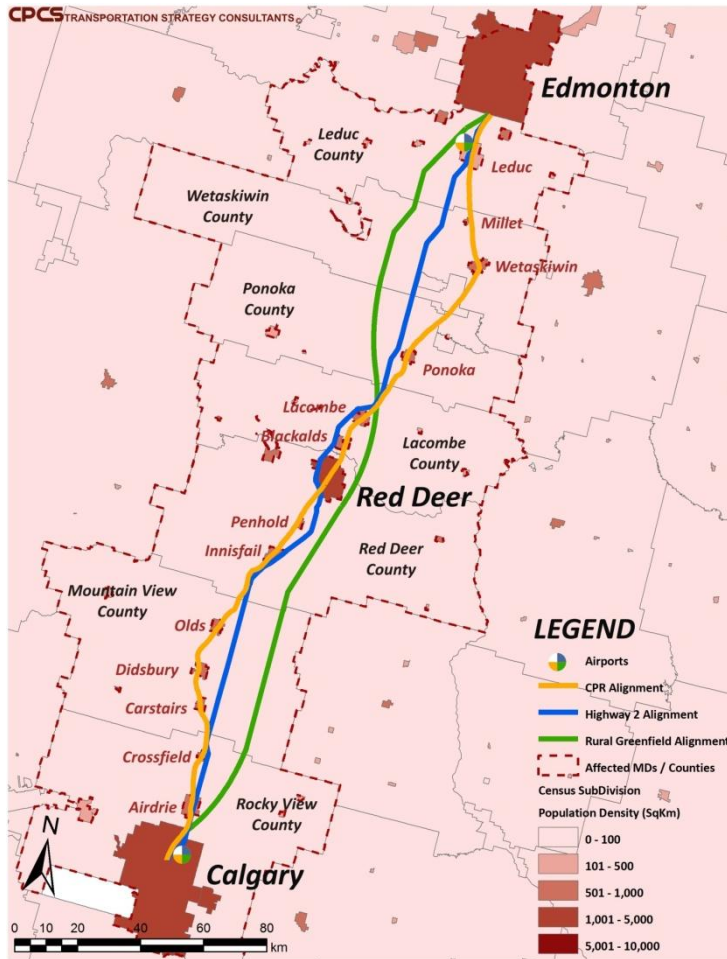 CPCS TRANSPORTATION STRATEGY CONSULTANTS
Edmonton
Leduc
County
Leduc
Wetaskiwin
County
Millet
Wetaskiwin
Ponoka
County
Ponoka
Lacombe
Blackalds
Lacombe
County
Red Deer
Penhold
Innisfail
Red Deer
County
Mountain View
County
Olds
Didsbury
Carstairs
Crossfield
Airdrie
Rocky View
County
Calgary
N
0 10 20 40 60 80
km
LEGEND
Airports
CPR Alignment
Highway 2 Alignment
Rural Greenfield Alignment
Affected MDs / Counties
Census SubDivision
Population Density (SqKm)
0 - 100
101 - 500
501 - 1,000
1,001 - 5,000
5,001 - 10,000